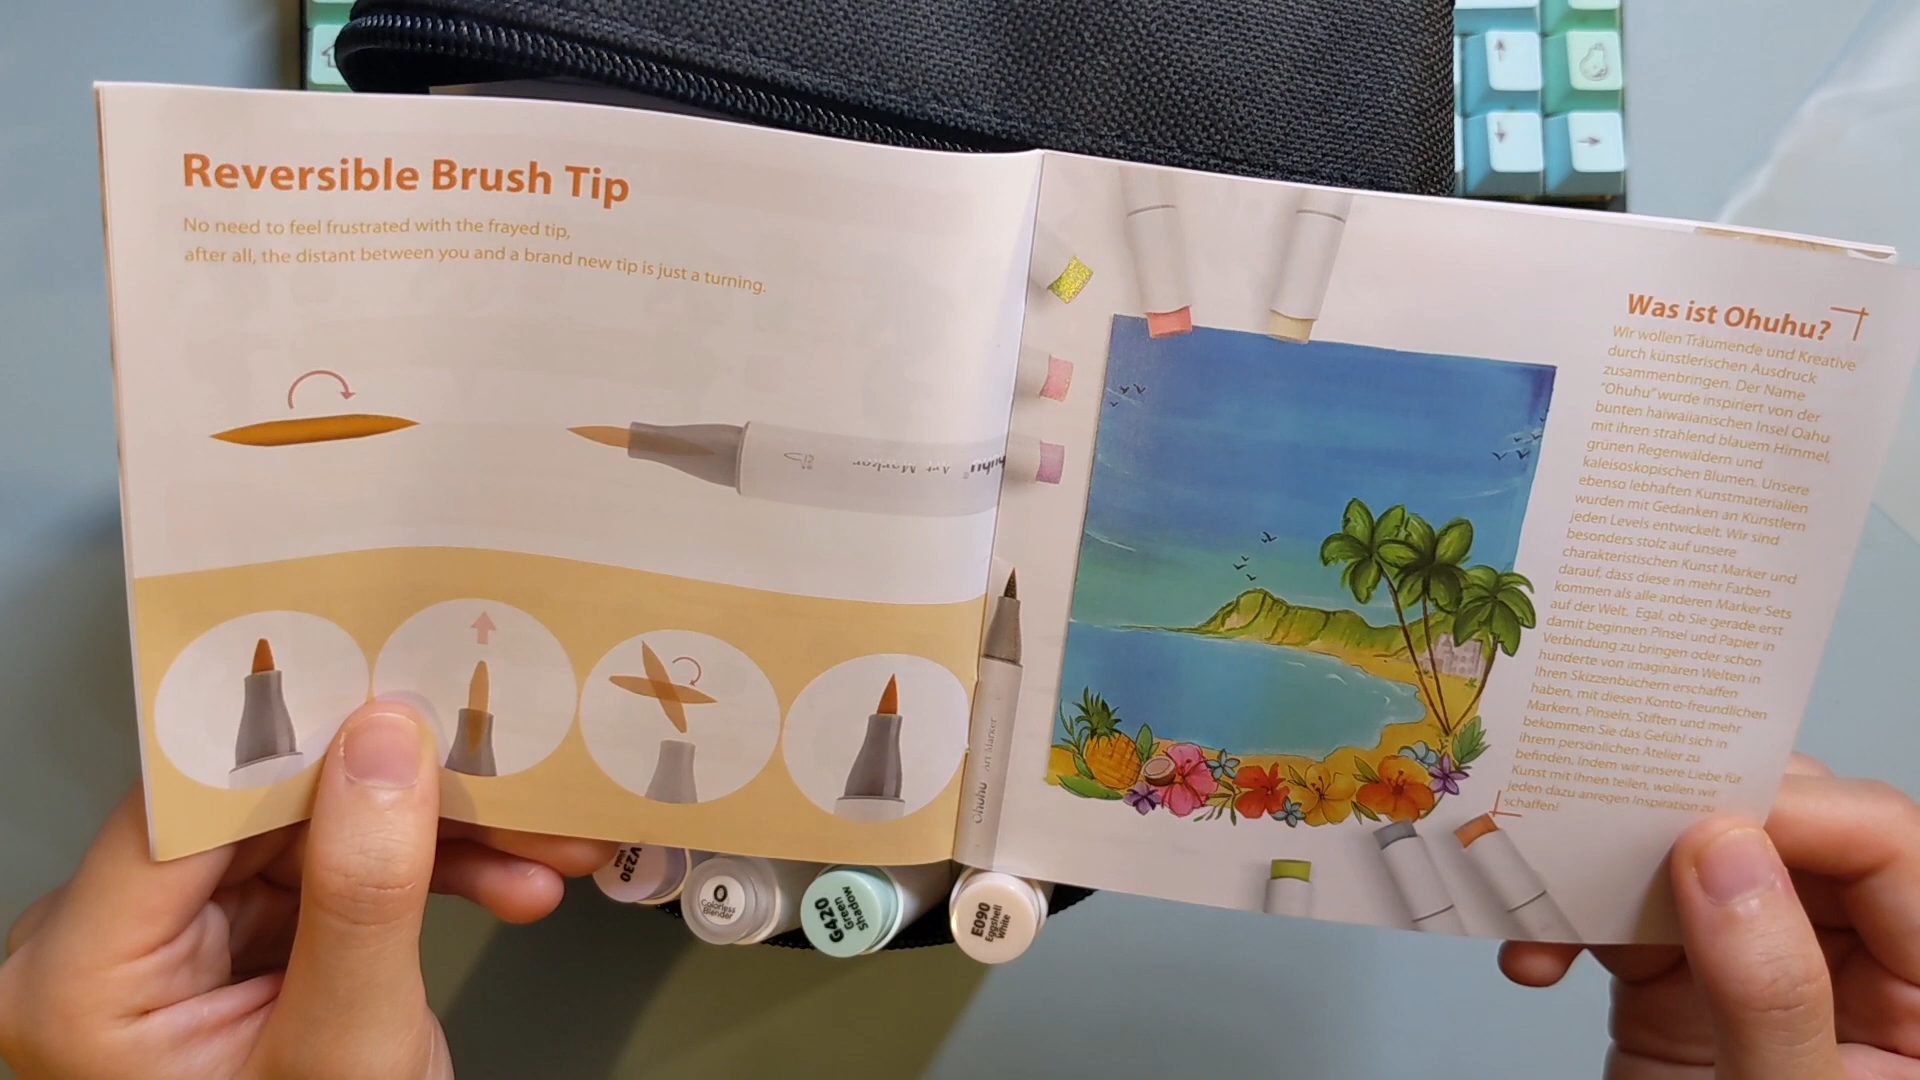 Reversible Brush Tip
No need to feel frustrated with the frayed tip,
after all, the distant between you and a brand new tip is just a turning.
Art Marker
Ohuhu Art Marker
Was ist Ohuhu?
Wir wollen Träumende und Kreative
durch künstlerischen Ausdruck
zusammenbringen. Der Name
"Ohuhu" wurde inspiriert von der
bunten haiwaiianischen Insel Oahu
mit ihren strahlend blauem Himmel,
grünen Regenwäldern und
kaleisoskopischen Blumen. Unsere
ebenso lebhaften Kunstmaterialien
wurden mit Gedanken an Künstlern
jeden Levels entwickelt. Wir sind
besonders stolz auf unsere
charakteristischen Kunst Marker und
darauf, dass diese in mehr Farben
kommen als alle anderen Marker Sets
auf der Welt. Egal, ob Sie gerade erst
damit beginnen Pinsel und Papier in
Verbindung zu bringen oder schon
hunderte von imaginären Welten in
Ihren Skizzenbüchern erschaffen
haben, mit diesen Konto-freundlichen
Markern, Pinseln, Stiften und mehr
bekommen Sie das Gefühl sich in
ihrem persönlichen Atelier zu
befinden. Indem wir unsere Liebe für
Kunst mit Ihnen teilen, wollen wir
jeden dazu anregen Inspiration zu
schaffen!
V230
0
Colorless
Blender
G420
Green
Shadow
E090
Eggshell
White